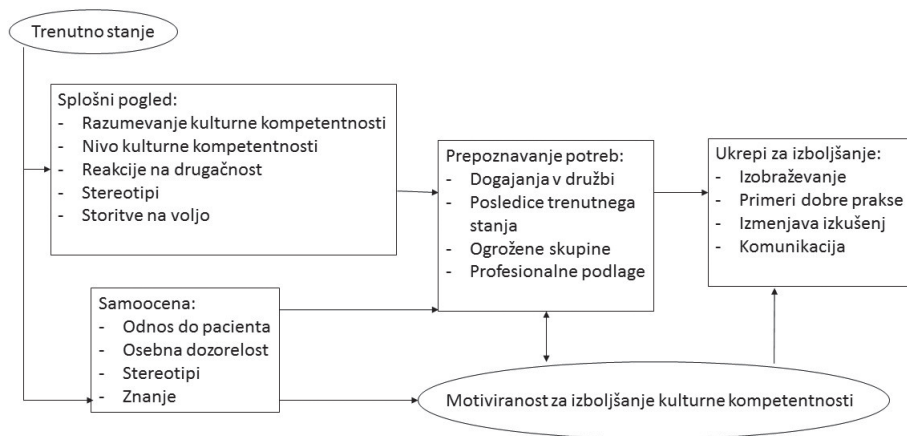 Trenutno stanje
Splošni pogled:
- Razumevanje kulturne kompetentnosti
- Nivo kulturne kompetentnosti
- Reakcije na drugačnost
- Stereotipi
- Storitve na voljo
Samoocena:
- Odnos do pacienta
- Osebna dozorelost
- Stereotipi
- Znanje
Prepoznavanje potreb:
- Dogajanja v družbi
- Posledice trenutnega
stanja
- Ogrožene skupine
- Profesionalne podlage
Ukrepi za izboljšanje:
- Izobraževanje
- Primeri dobre prakse
- Izmenjava izkušenj
- Komunikacija
Motiviranost za izboljšanje kulturne kompetentnosti